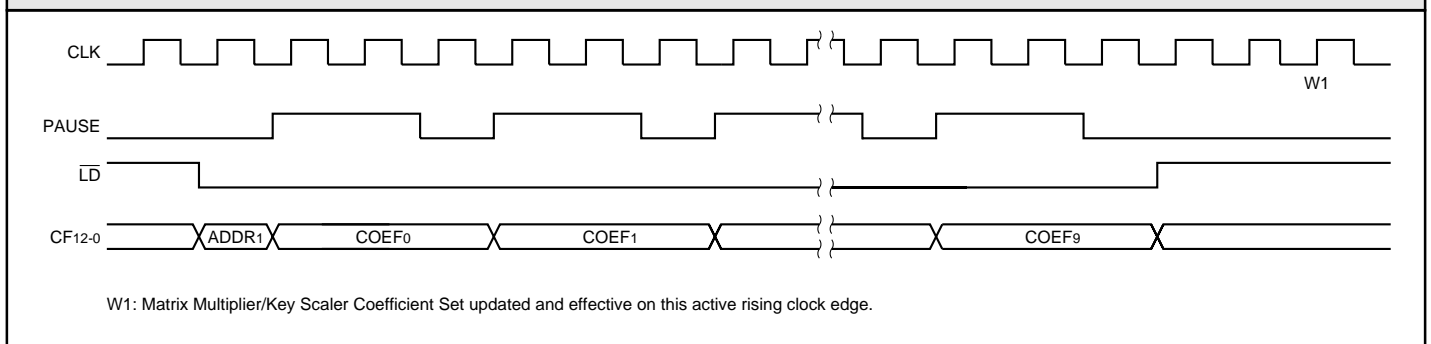 CLK
W1
PAUSE
LD
CF12-0
ADDR1
COEF0
COEF1
COEF9
W1: Matrix Multiplier/Key Scaler Coefficient Set updated and effective on this active rising clock edge.